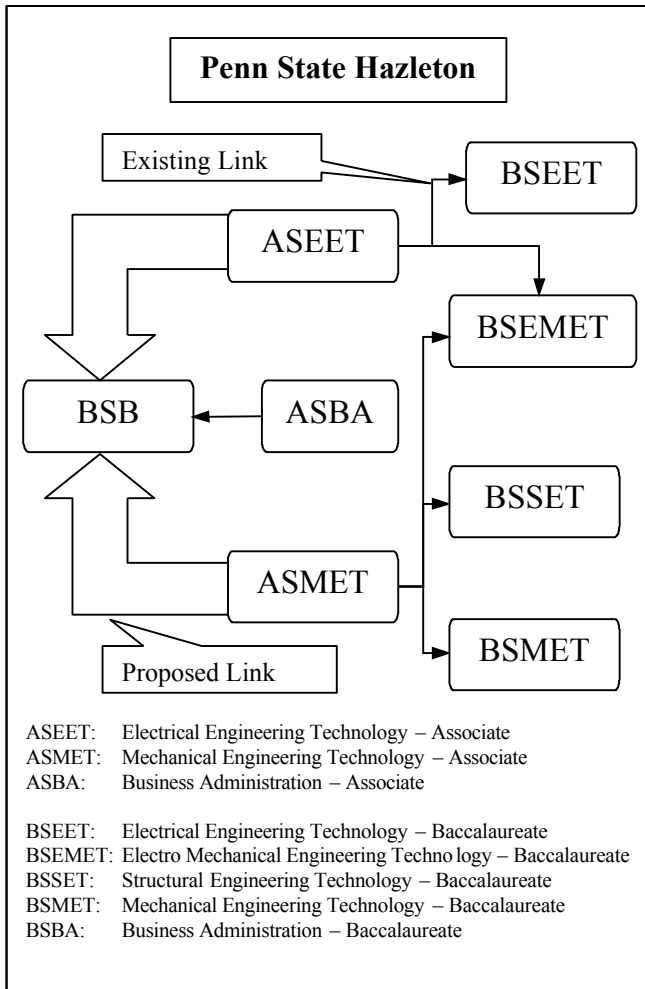 Penn State Hazleton
Existing Link
BSEET
ASEET
BSEMET
BSB
ASBA
BSSET
ASMET
BSMET
Proposed Link
ASEET: Electrical Engineering Technology – Associate
ASMET: Mechanical Engineering Technology – Associate
ASBA: Business Administration – Associate
BSEET: Electrical Engineering Technology – Baccalaureate
BSEMET: Electro Mechanical Engineering Technology – Baccalaureate
BSSET: Structural Engineering Technology – Baccalaureate
BSMET: Mechanical Engineering Technology – Baccalaureate
BSBA: Business Administration – Baccalaureate